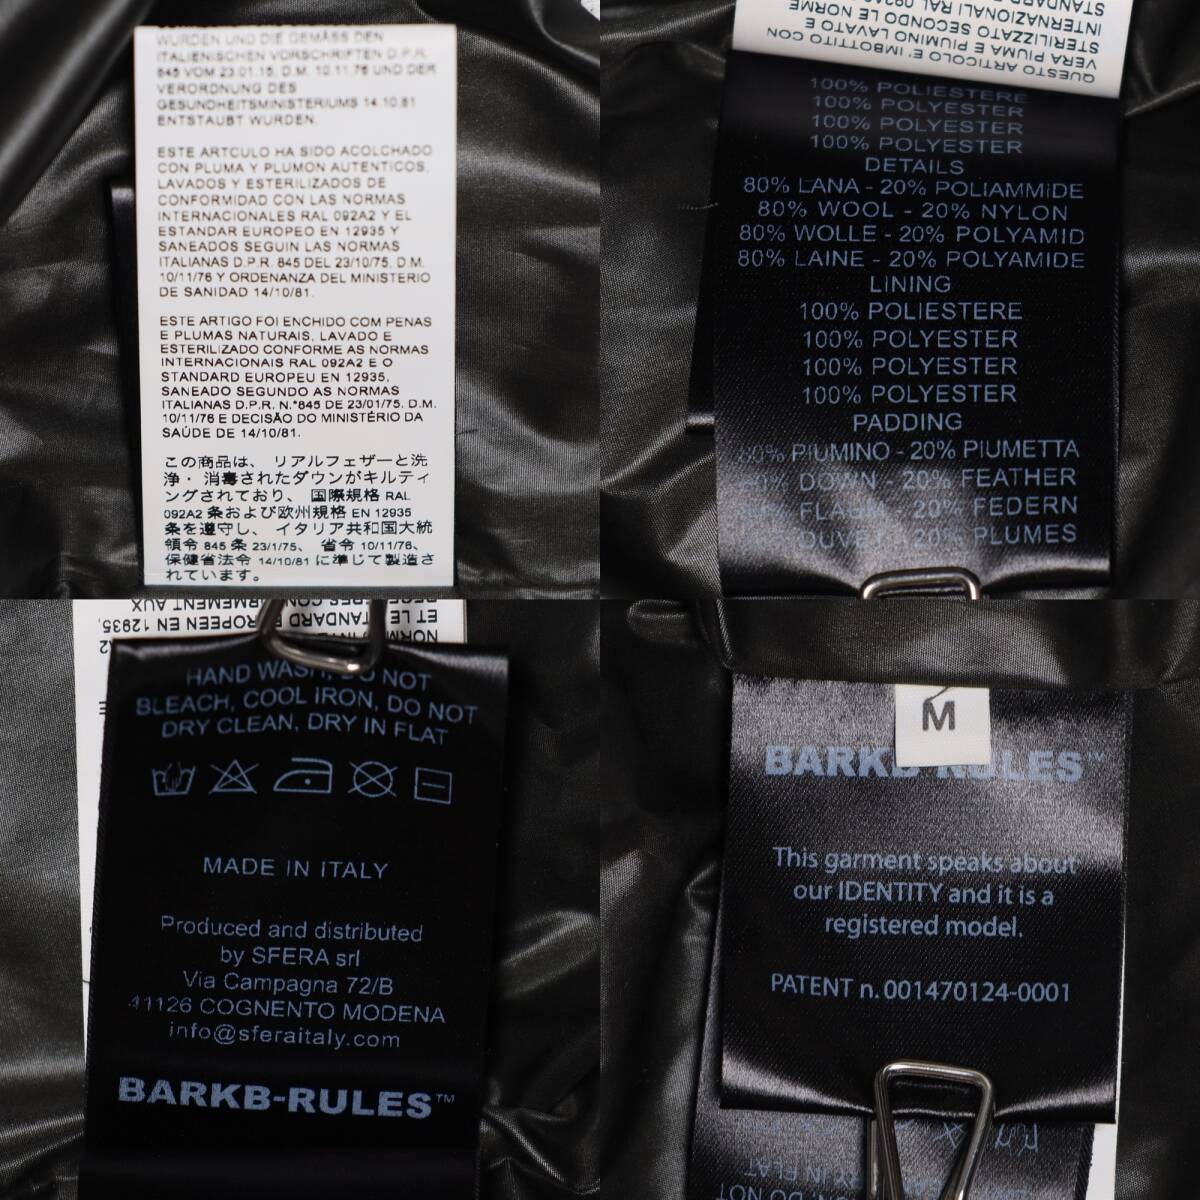 WURDEN UND DIE GEMÄSS DEN
ITALIENISCHEN VORSCHRIFTEN D.P.R.
845 VOM 23.01.15, D.M. 10.11.76 UND DER
VERORDNUNG DES
GESUNDHEITSMINISTERIUMS 14.10.81
ENTSTAUBT WURDEN.
ESTE ARTCULO HA SIDO ACOLCHADO
CON PLUMA Y PLUMON AUTENTICOS,
LAVADOS Y ESTERILIZADOS DE
CONFORMIDAD CON LAS NORMAS
INTERNACIONALES RAL 092A2 Y EL
ESTANDAR EUROPEO EN 12935 Y
SANEADOS SEGUIN LAS NORMAS
ITALIANAS D.P.R. 845 DEL 23/10/75, D.M.
10/11/76 Y ORDENANZA DEL MINISTERIO
DE SANIDAD 14/10/81.
ESTE ARTIGO FOI ENCHIDO COM PENAS
E PLUMAS NATURAIS, LAVADO E
ESTERILIZADO CONFORME AS NORMAS
INTERNACIONAIS RAL 092A2 E O
STANDARD EUROPEU EN 12935,
SANEADO SEGUNDO AS NORMAS
ITALIANAS D.P.R. N.°845 DE 23/01/75, D.M.
10/11/76 E DECISÃO DO MINISTÉRIO DA
SAÚDE DE 14/10/81.
この商品は、リアルフェザーと洗
浄・消毒されたダウンがキルティ
ングされており、国際規格 RAL
092A2 条および欧州規格 EN 12935
条を遵守し、イタリア共和国大統
領令 845 条 23/1/75、省令 10/11/76、
保健省法令 14/10/81 に準じて製造さ
れています。
QUESTO ARTICOLO E' IMBOTTITO CON
VERA PIUMA E PIUMINO LAVATO E
STERILIZZATO SECONDO LE NORME
INTERNAZIONALI RAL
STANDARD
100% POLIESTERE
100% POLYESTER
100% POLYESTER
100% POLYESTER
DETAILS
80% LANA - 20% POLIAMMIDE
80% WOOL - 20% NYLON
80% WOLLE - 20% POLYAMID
80% LAINE - 20% POLYAMIDE
LINING
100% POLIESTERE
100% POLYESTER
100% POLYESTER
100% POLYESTER
PADDING
80% PIUMINO - 20% PIUMETTA
DOWN - 20% FEATHER
20% FEDERN
20% PLUMES
ET LE STANDARD EUROPEEN EN 12935,
HAND WASH, DO NOT
BLEACH, COOL IRON, DO NOT
DRY CLEAN, DRY IN FLAT
MADE IN ITALY
Produced and distributed
by SFERA srl
Via Campagna 72/B
41126 COGNENTO MODENA
info@sferaitaly.com
BARKB-RULES™
M
BARKB-RULES™
This garment speaks about
our IDENTITY and it is a
registered model.
PATENT n. 001470124-0001
IN FLAT
DO NOT